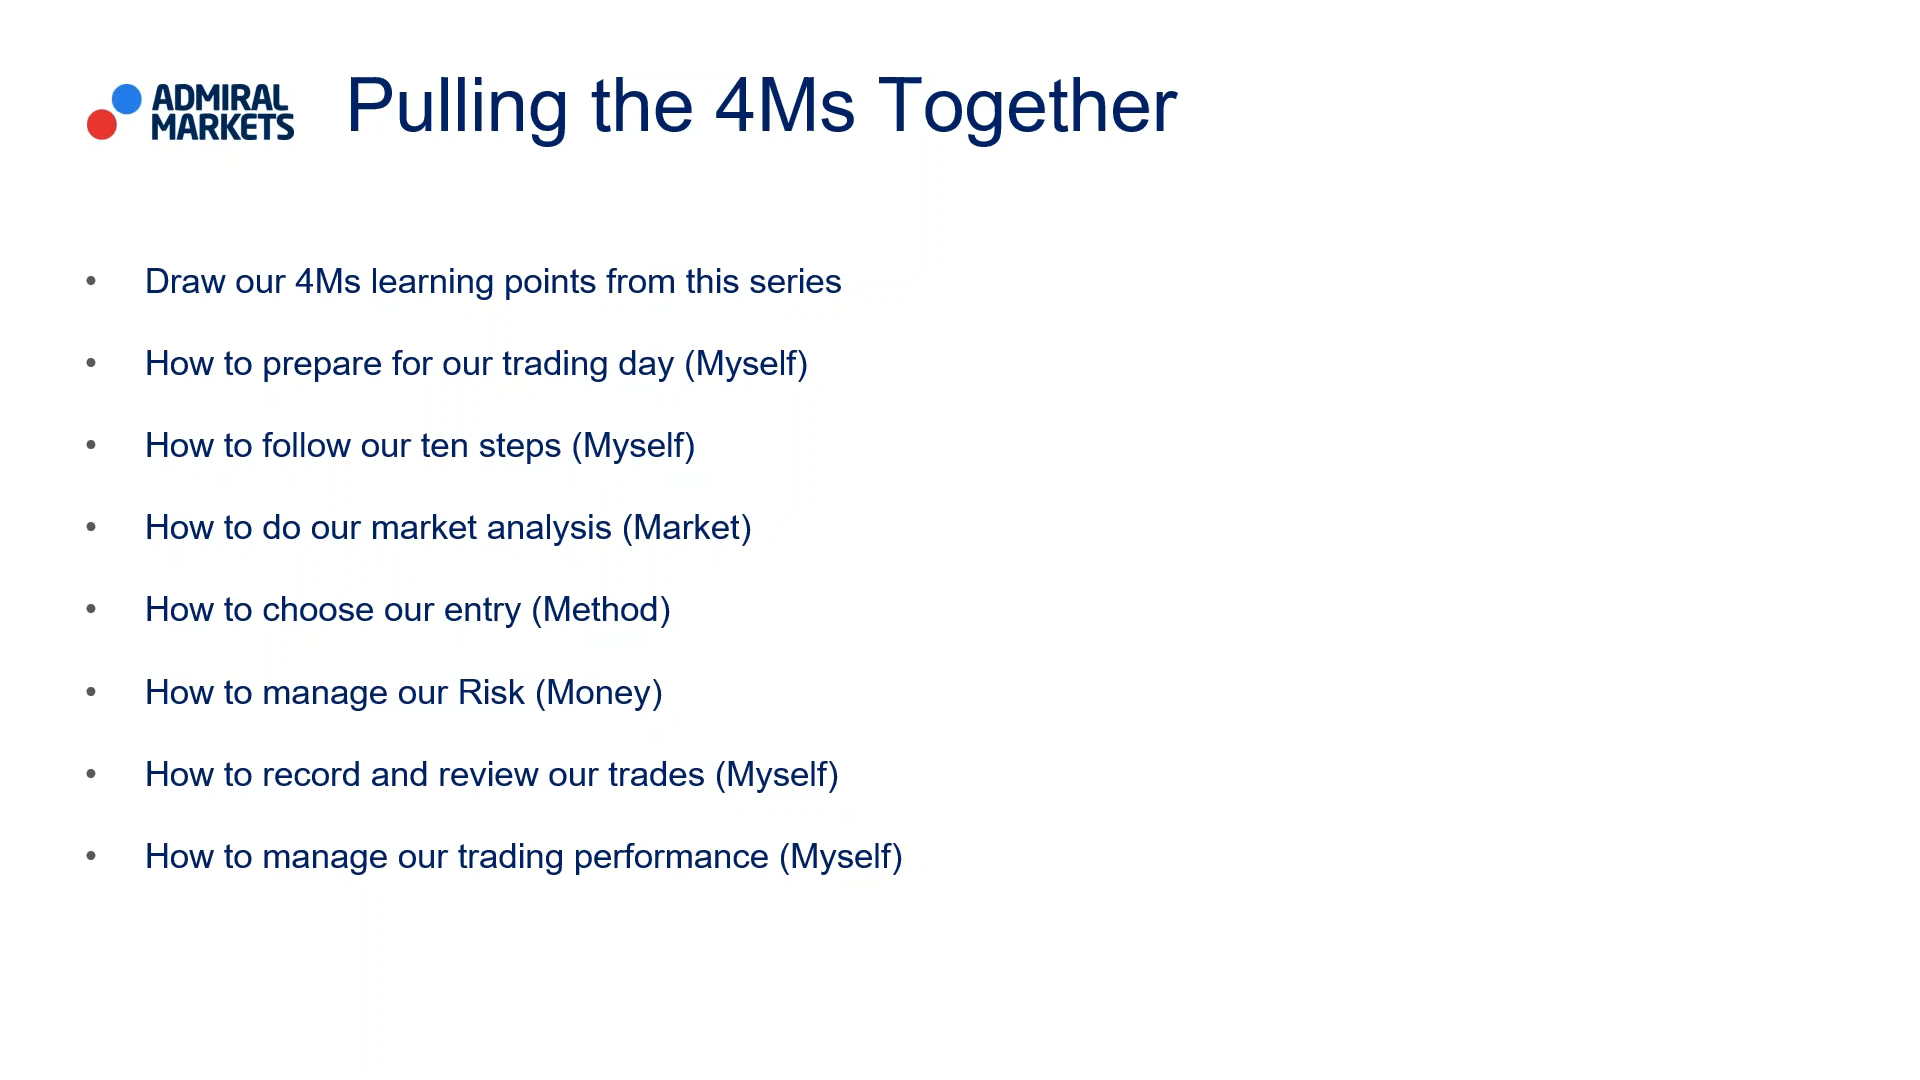 ADMIRAL
MARKETS
Pulling the 4Ms Together
• Draw our 4Ms learning points from this series
• How to prepare for our trading day (Myself)
• How to follow our ten steps (Myself)
• How to do our market analysis (Market)
• How to choose our entry (Method)
• How to manage our Risk (Money)
• How to record and review our trades (Myself)
• How to manage our trading performance (Myself)